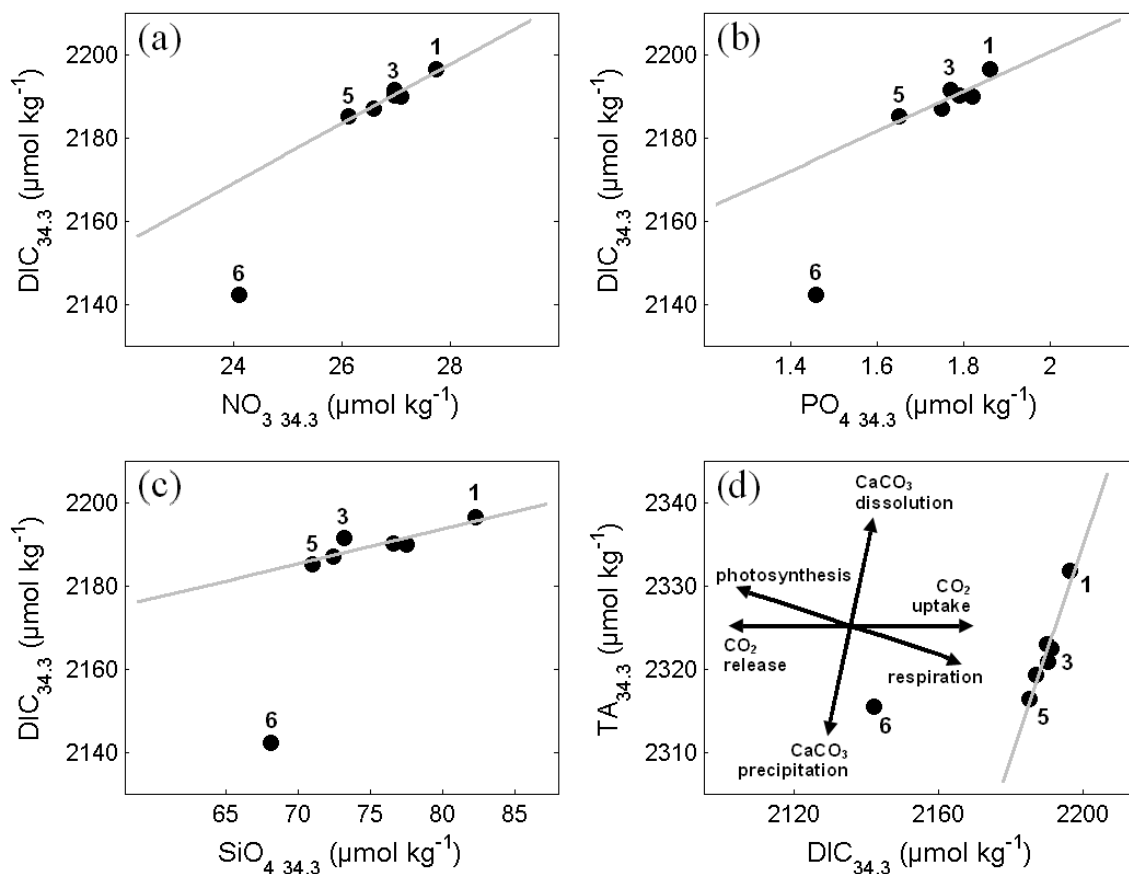 (a)
DIC34.3 (μmol kg-1)
2200
2180
2160
2140
1
3
5
6
24
26
28
NO3 34.3 (μmol kg-1)
(b)
DIC34.3 (μmol kg-1)
2200
2180
2160
2140
1
3
5
6
1.4
1.6
1.8
2
PO4 34.3 (μmol kg-1)
(c)
DIC34.3 (μmol kg-1)
2200
2180
2160
2140
1
3
5
6
65
70
75
80
85
SiO4 34.3 (μmol kg-1)
(d)
TA34.3 (μmol kg-1)
2340
2330
2320
2310
CaCO3
dissolution
photosynthesis
CO2
uptake
CO2
release
respiration
CaCO3
precipitation
1
3
5
6
2120
2160
2200
DIC34.3 (μmol kg-1)